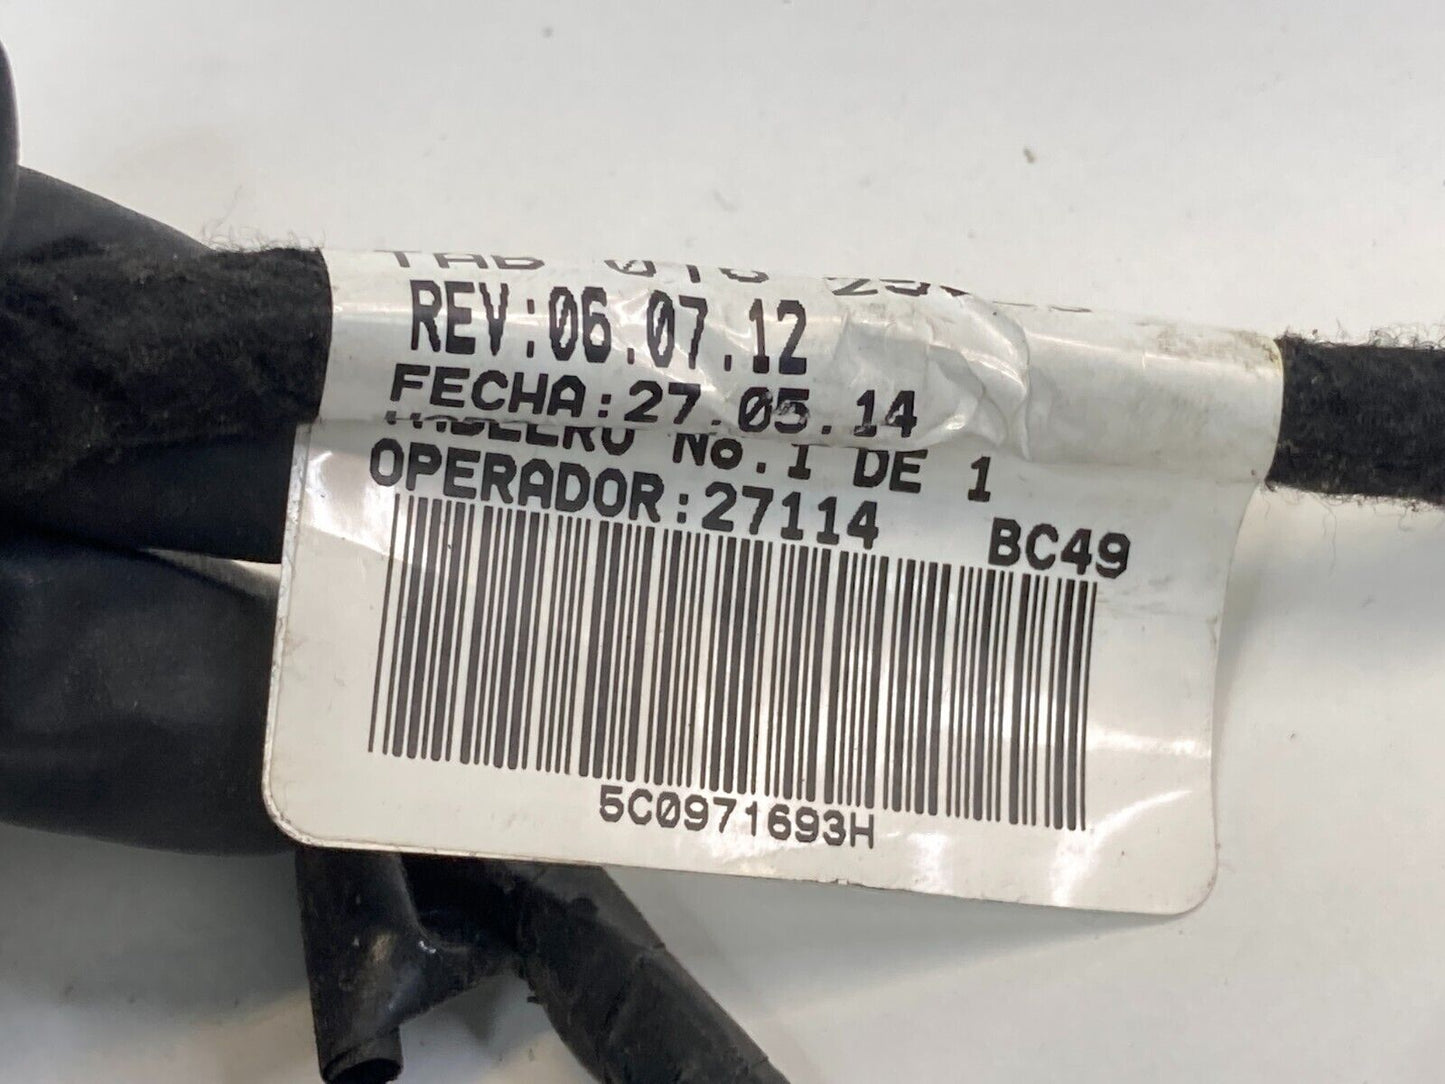 REV:06.07.12
FECHA:27.05.14
No.1 DE 1
OPERADOR:27114 BC49
5C0971693H